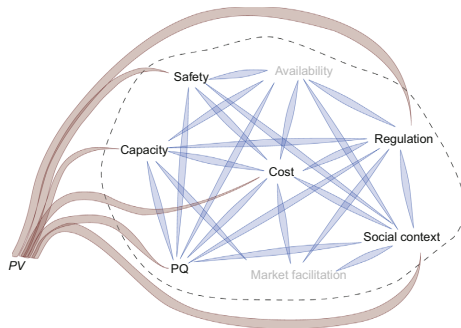 Safety
Availability
Capacity
Regulation
Cost
Social context
PV
PQ
Market facilitation